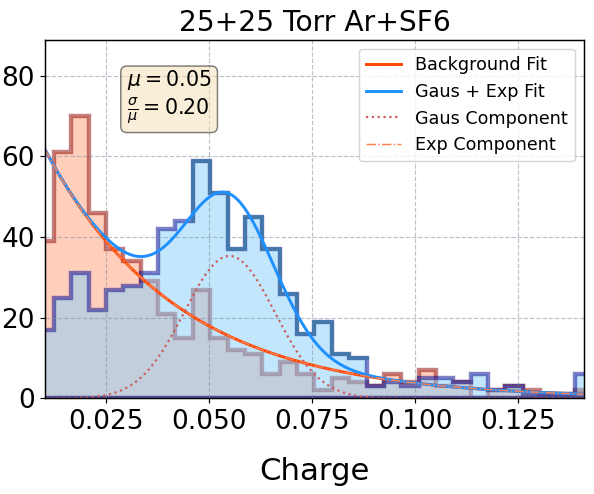 25+25 Torr Ar+SF6
μ = 0.05
σ/μ = 0.20
Background Fit
Gaus + Exp Fit
Gaus Component
Exp Component
80
60
40
20
0
0.025 0.050 0.075 0.100 0.125
Charge